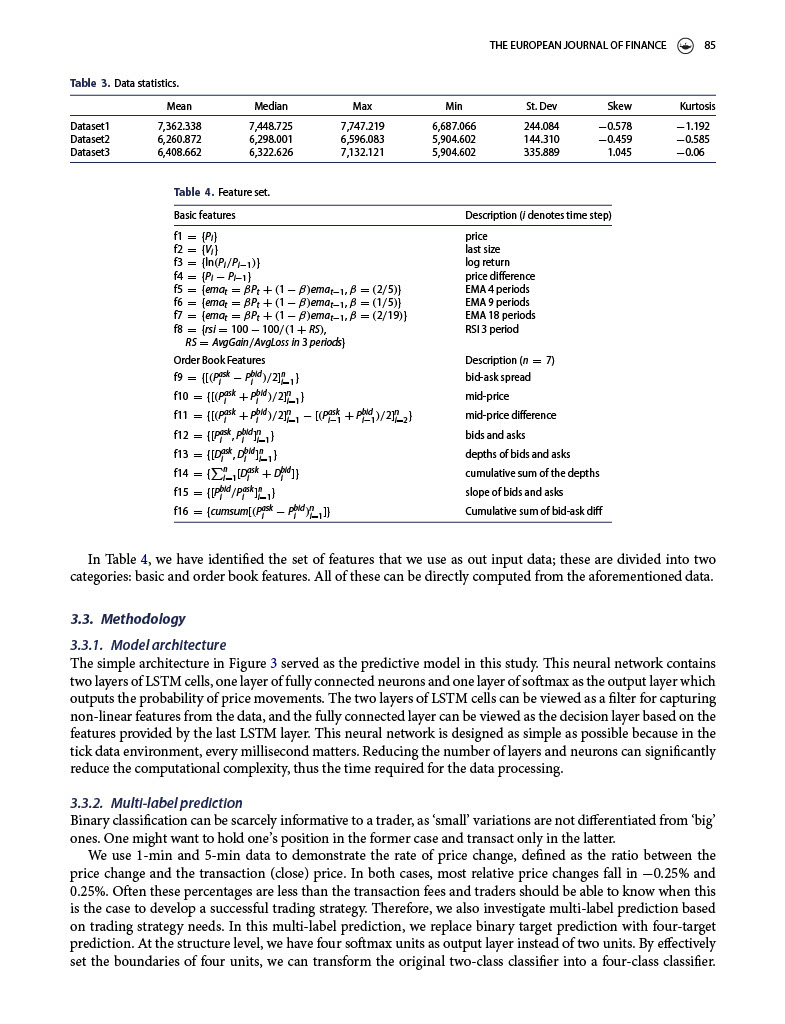 THE EUROPEAN JOURNAL OF FINANCE 85
Table 3. Data statistics.
Mean Median Max Min St. Dev Skew Kurtosis
Dataset1 7,362.338 7,448.725 7,747.219 6,687.066 244.084 −0.578 −1.192
Dataset2 6,260.872 6,298.001 6,596.083 5,904.602 144.310 −0.459 −0.585
Dataset3 6,408.662 6,322.626 7,132.121 5,904.602 335.889 1.045 −0.06
Table 4. Feature set.
Basic features Description (i denotes time step)
f1 = {P_i} price
f2 = {V_i} last size
f3 = {ln(P_i/P_{i−1})} log return
f4 = {P_i − P_{i−1}} price difference
f5 = {ema_t = βP_t + (1 − β)ema_{t−1}, β = (2/5)} EMA 4 periods
f6 = {ema_t = βP_t + (1 − β)ema_{t−1}, β = (1/5)} EMA 9 periods
f7 = {ema_t = βP_t + (1 − β)ema_{t−1}, β = (2/19)} EMA 18 periods
f8 = {rsi = 100 − 100/(1 + RS), RSI 3 period
RS = AvgGain/AvgLoss in 3 periods}
Order Book Features Description (n = 7)
f9 = {[(P_i^{ask} − P_i^{bid})/2]_{i=1}^n} bid-ask spread
f10 = {[(P_i^{ask} + P_i^{bid})/2]_{i=1}^n} mid-price
f11 = {[(P_i^{ask} + P_i^{bid})/2]_{i=1}^n − [(P_{i−1}^{ask} + P_{i−1}^{bid})/2]_{i=2}^n} mid-price difference
f12 = {[P_i^{ask}, P_i^{bid}]_{i=1}^n} bids and asks
f13 = {[D_i^{ask}, D_i^{bid}]_{i=1}^n} depths of bids and asks
f14 = {∑_{i=1}^n[D_i^{ask} + D_i^{bid}]} cumulative sum of the depths
f15 = {[P_i^{bid}/P_i^{ask}]_{i=1}^n} slope of bids and asks
f16 = {cumsum[(P_i^{ask} − P_i^{bid})_{i=1}^n]} Cumulative sum of bid-ask diff
In Table 4, we have identified the set of features that we use as out input data; these are divided into two
categories: basic and order book features. All of these can be directly computed from the aforementioned data.
3.3. Methodology
3.3.1. Model architecture
The simple architecture in Figure 3 served as the predictive model in this study. This neural network contains
two layers of LSTM cells, one layer of fully connected neurons and one layer of softmax as the output layer which
outputs the probability of price movements. The two layers of LSTM cells can be viewed as a filter for capturing
non-linear features from the data, and the fully connected layer can be viewed as the decision layer based on the
features provided by the last LSTM layer. This neural network is designed as simple as possible because in the
tick data environment, every millisecond matters. Reducing the number of layers and neurons can significantly
reduce the computational complexity, thus the time required for the data processing.
3.3.2. Multi-label prediction
Binary classification can be scarcely informative to a trader, as ‘small’ variations are not differentiated from ‘big’
ones. One might want to hold one’s position in the former case and transact only in the latter.
We use 1-min and 5-min data to demonstrate the rate of price change, defined as the ratio between the
price change and the transaction (close) price. In both cases, most relative price changes fall in −0.25% and
0.25%. Often these percentages are less than the transaction fees and traders should be able to know when this
is the case to develop a successful trading strategy. Therefore, we also investigate multi-label prediction based
on trading strategy needs. In this multi-label prediction, we replace binary target prediction with four-target
prediction. At the structure level, we have four softmax units as output layer instead of two units. By effectively
set the boundaries of four units, we can transform the original two-class classifier into a four-class classifier.